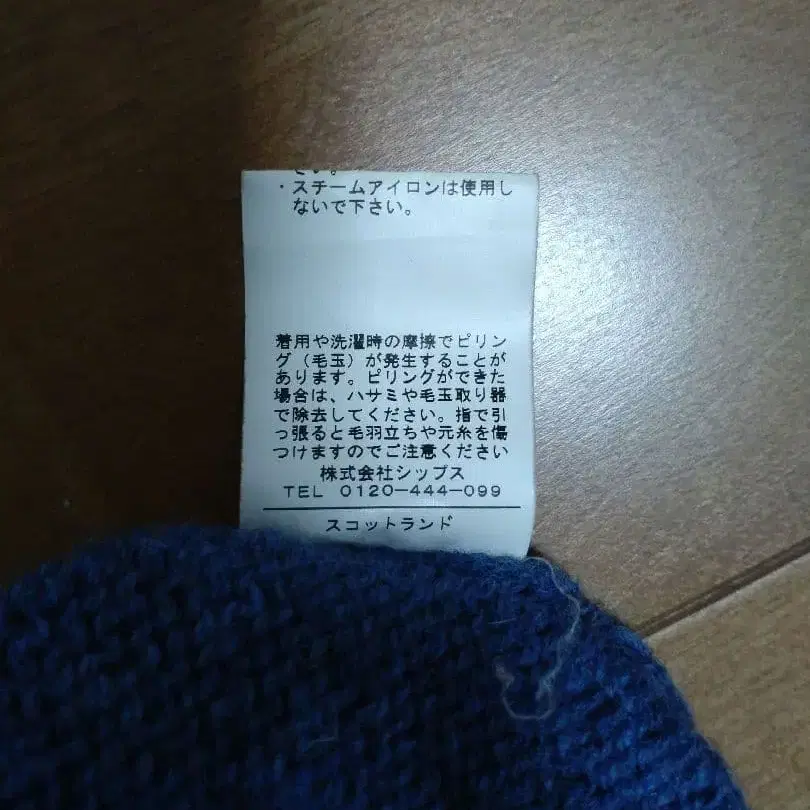 さい。
・スチームアイロンは使用し
ないで下さい。
着用や洗濯時の摩擦でピリン
グ（毛玉）が発生することが
あります。ピリングができた
場合は、ハサミや毛玉取り器
で除去してください。指で引
っ張ると毛羽立ちや元糸を傷
つけますのでご注意ください
株式会社シップス
TEL 0120-444-099
スコットランド